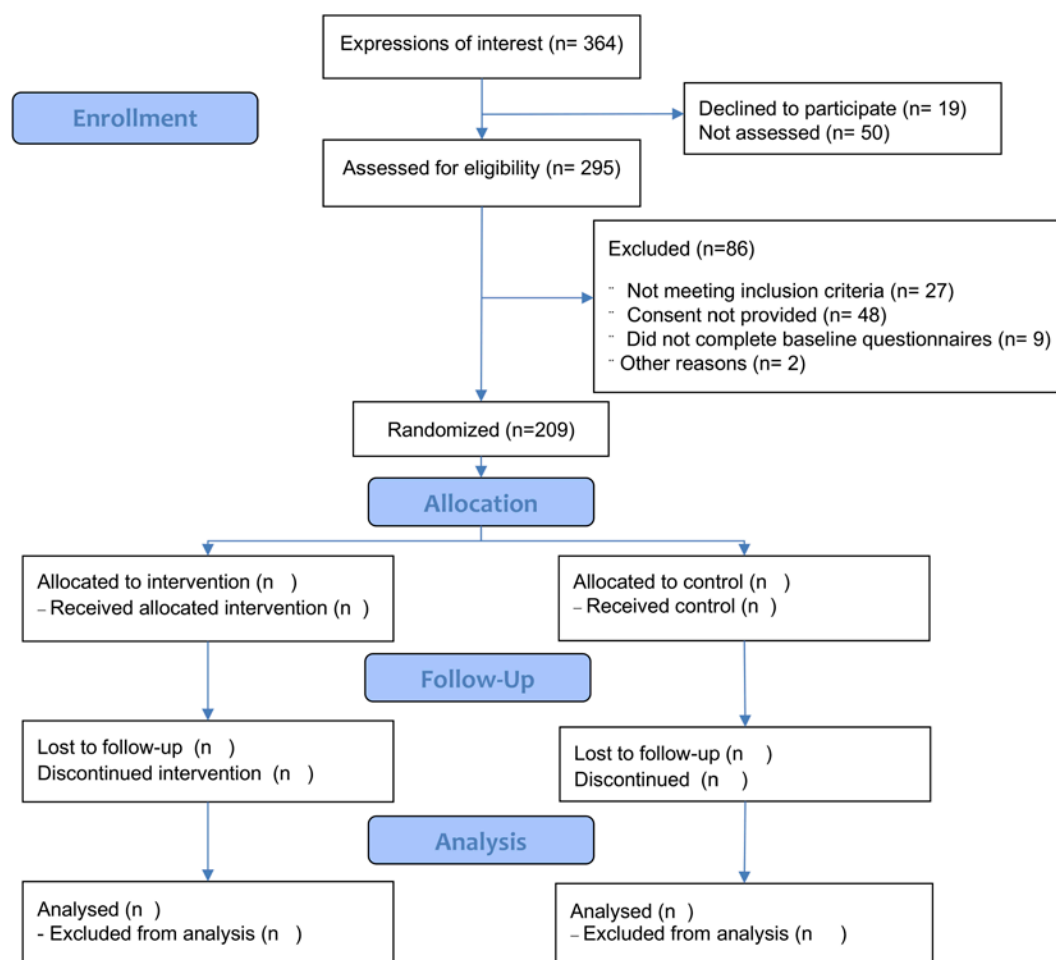 Expressions of interest (n= 364)
Enrollment
Declined to participate (n= 19)
Not assessed (n= 50)
Assessed for eligibility (n= 295)
Excluded (n=86)
¨ Not meeting inclusion criteria (n= 27)
¨ Consent not provided (n= 48)
¨ Did not complete baseline questionnaires (n= 9)
¨ Other reasons (n= 2)
Randomized (n=209)
Allocation
Allocated to intervention (n )
– Received allocated intervention (n )
Allocated to control (n )
– Received control (n )
Follow-Up
Lost to follow-up (n )
Discontinued intervention (n )
Lost to follow-up (n )
Discontinued (n )
Analysis
Analysed (n )
- Excluded from analysis (n )
Analysed (n )
– Excluded from analysis (n )